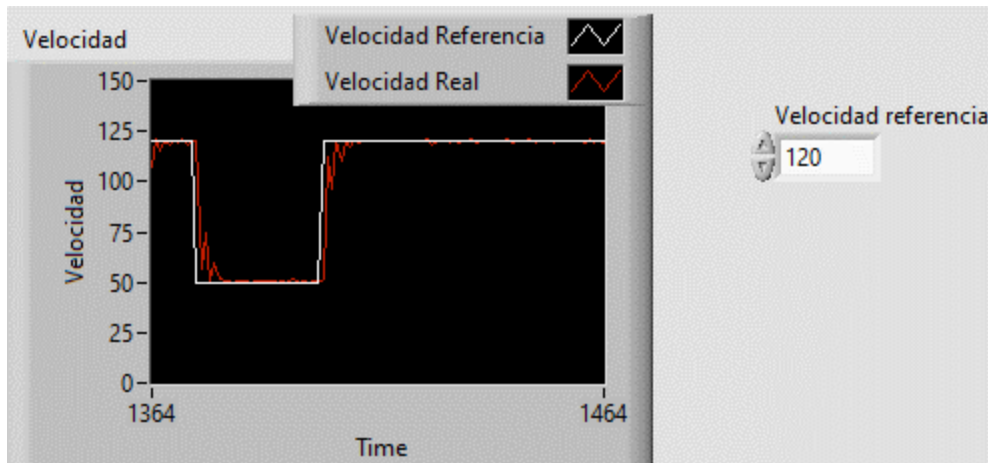 Velocidad
Velocidad Referencia
Velocidad Real
150
125
100
75
50
25
0
Velocidad
1364
1464
Time
Velocidad referencia
120